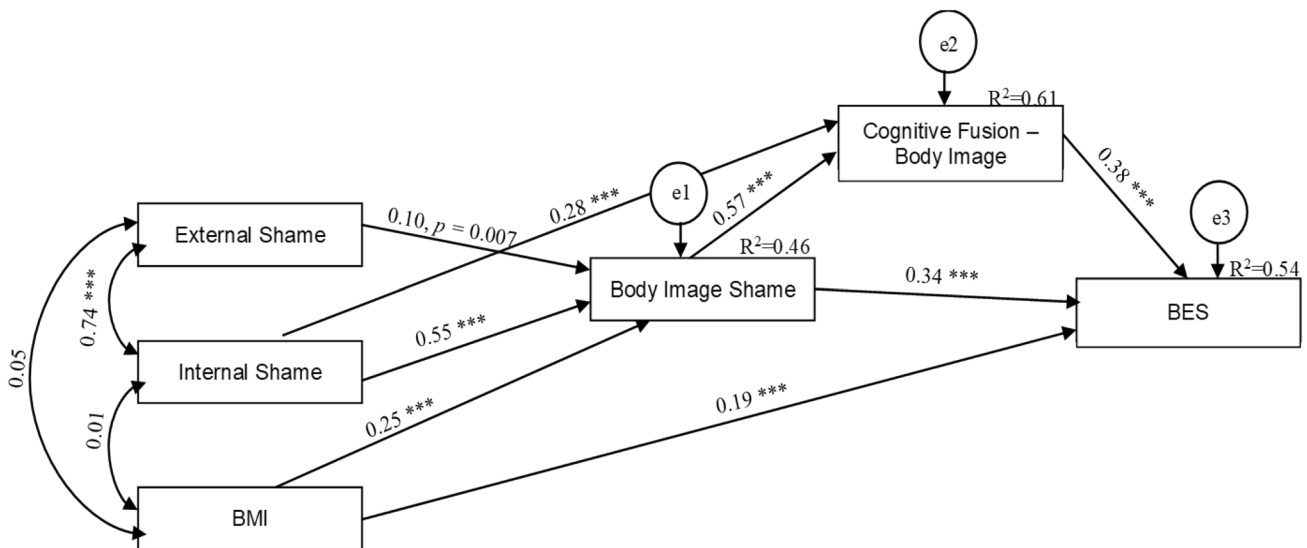 e2
R²=0.61
Cognitive Fusion –
Body Image
0.38 ***
e1
0.28 ***
0.57 ***
e3
External Shame
0.10, p = 0.007
R²=0.46
R²=0.54
0.74 ***
Body Image Shame
0.34 ***
BES
0.05
0.55 ***
Internal Shame
0.01
0.25 ***
0.19 ***
BMI